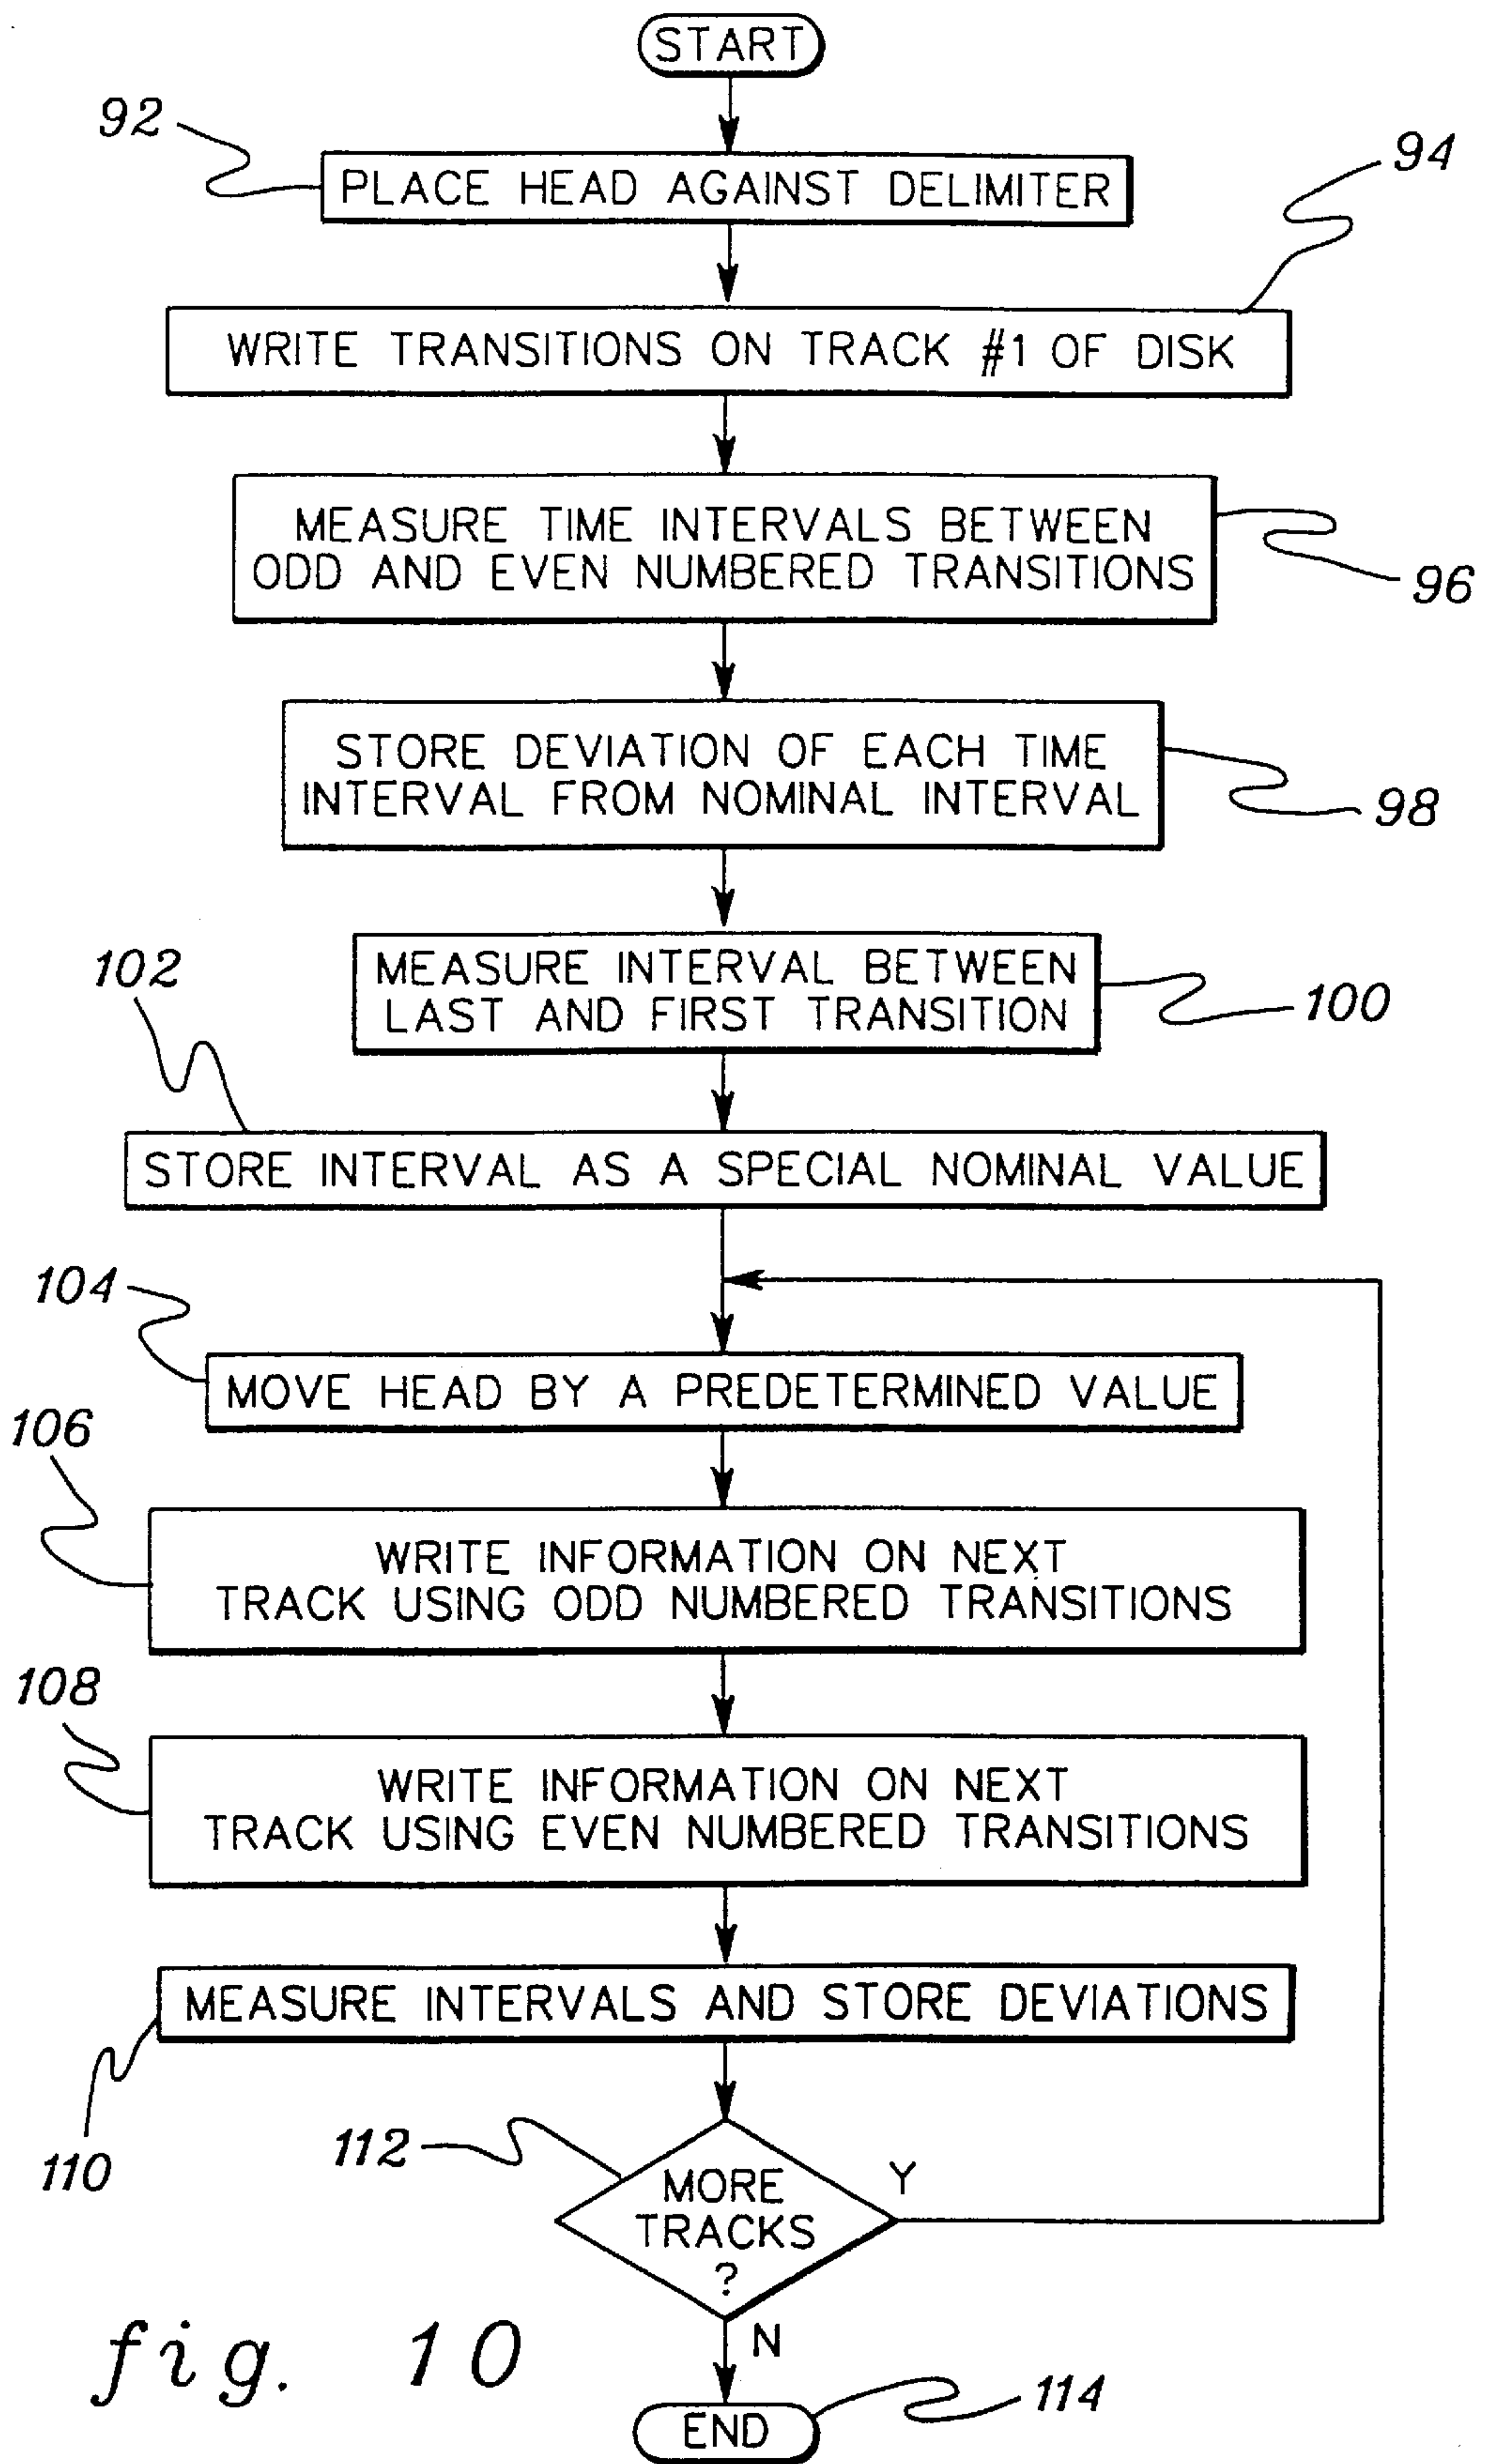 START
92
PLACE HEAD AGAINST DELIMITER
94
WRITE TRANSITIONS ON TRACK #1 OF DISK
MEASURE TIME INTERVALS BETWEEN
ODD AND EVEN NUMBERED TRANSITIONS
96
STORE DEVIATION OF EACH TIME
INTERVAL FROM NOMINAL INTERVAL
98
MEASURE INTERVAL BETWEEN
LAST AND FIRST TRANSITION
100
102
STORE INTERVAL AS A SPECIAL NOMINAL VALUE
104
MOVE HEAD BY A PREDETERMINED VALUE
106
WRITE INFORMATION ON NEXT
TRACK USING ODD NUMBERED TRANSITIONS
108
WRITE INFORMATION ON NEXT
TRACK USING EVEN NUMBERED TRANSITIONS
MEASURE INTERVALS AND STORE DEVIATIONS
110
112
MORE
TRACKS
?
Y
N
fig. 10
END
114